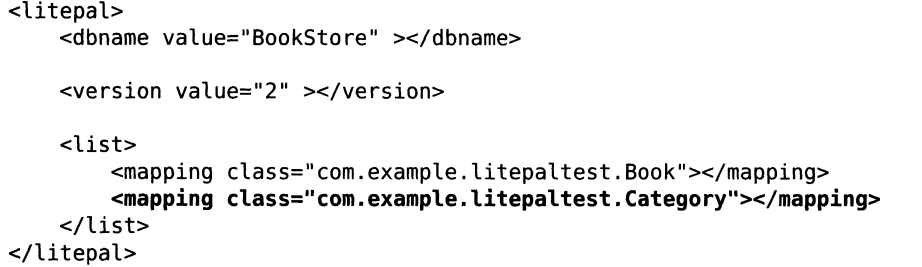 <litepal>
    <dbname value="BookStore" ></dbname>
    <version value="2" ></version>
    <list>
        <mapping class="com.example.litepaltest.Book"></mapping>
        <mapping class="com.example.litepaltest.Category"></mapping>
    </list>
</litepal>